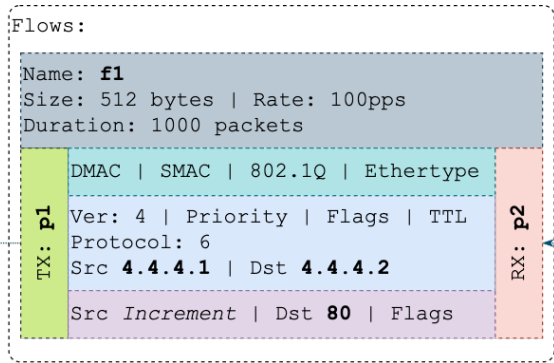 Flows:
Name: f1
Size: 512 bytes | Rate: 100pps
Duration: 1000 packets
TX: p1
DMAC | SMAC | 802.1Q | Ethertype
Ver: 4 | Priority | Flags | TTL
Protocol: 6
Src 4.4.4.1 | Dst 4.4.4.2
Src Increment | Dst 80 | Flags
RX: p2